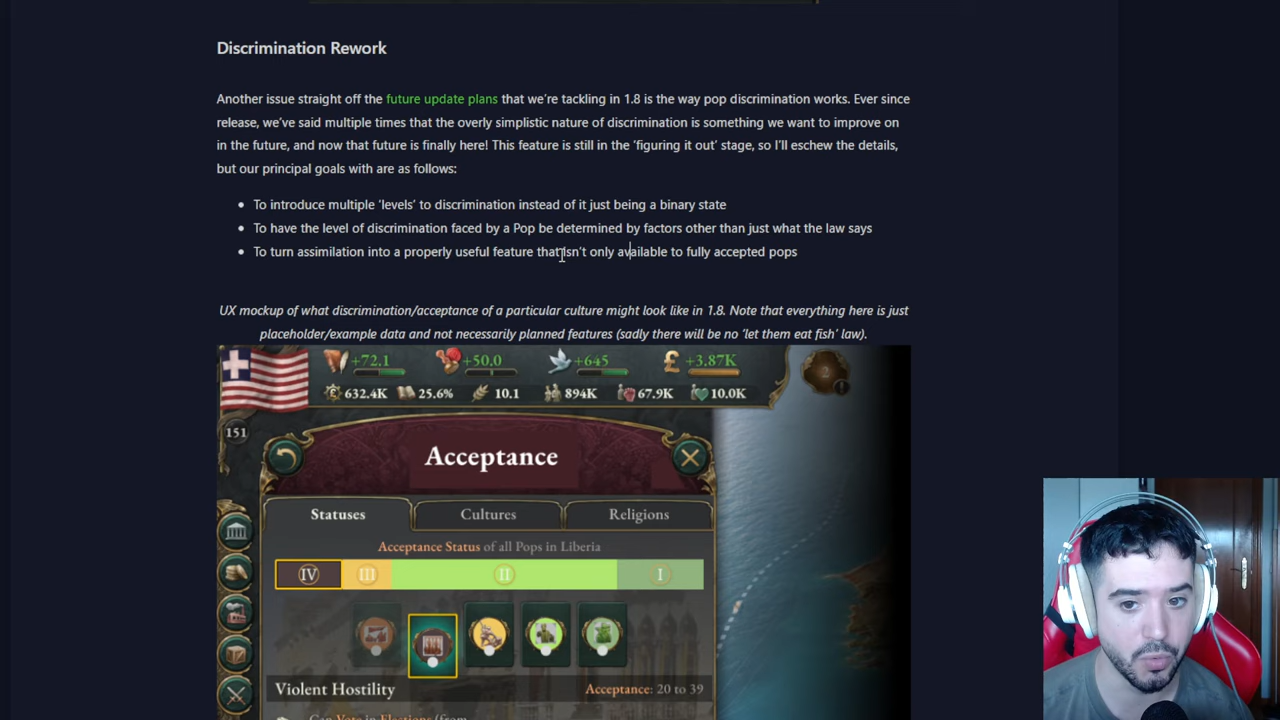 Discrimination Rework
Another issue straight off the future update plans that we're tackling in 1.8 is the way pop discrimination works. Ever since
release, we've said multiple times that the overly simplistic nature of discrimination is something we want to improve on
in the future, and now that future is finally here! This feature is still in the 'figuring it out' stage, so I'll eschew the details,
but our principal goals with are as follows:
• To introduce multiple 'levels' to discrimination instead of it just being a binary state
• To have the level of discrimination faced by a Pop be determined by factors other than just what the law says
• To turn assimilation into a properly useful feature that isn't only available to fully accepted pops
UX mockup of what discrimination/acceptance of a particular culture might look like in 1.8. Note that everything here is just
placeholder/example data and not necessarily planned features (sadly there will be no 'let them eat fish' law).
+72.1 +50.0 +645 £ +3.87K
£ 632.4K 25.6% 10.1 894K 67.9K 10.0K
151
Acceptance
Statuses Cultures Religions
Acceptance Status of all Pops in Liberia
IV III II I
Violent Hostility Acceptance: 20 to 39
Can Vote in Elections (from